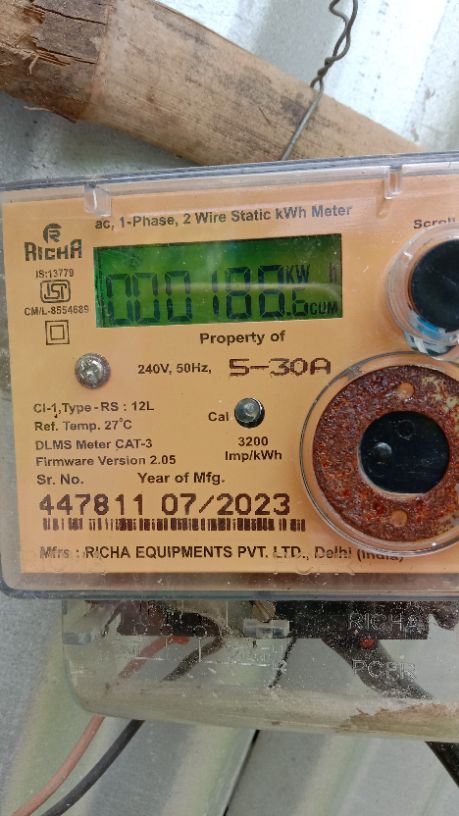 ac, 1-Phase, 2 Wire Static kWh Meter
Scroll
RICHA
IS:13779
ISI
CM/L-8554689
000188.6 KW h
CUM
Property of
240V, 50Hz, 5-30A
Cl-1,Type - RS : 12L
Ref. Temp. 27°C
DLMS Meter CAT-3
Firmware Version 2.05
Cal
3200
Imp/kWh
Sr. No. Year of Mfg.
447811 07/2023
Mfrs : RICHA EQUIPMENTS PVT. LTD., Delhi (India)
RICHA